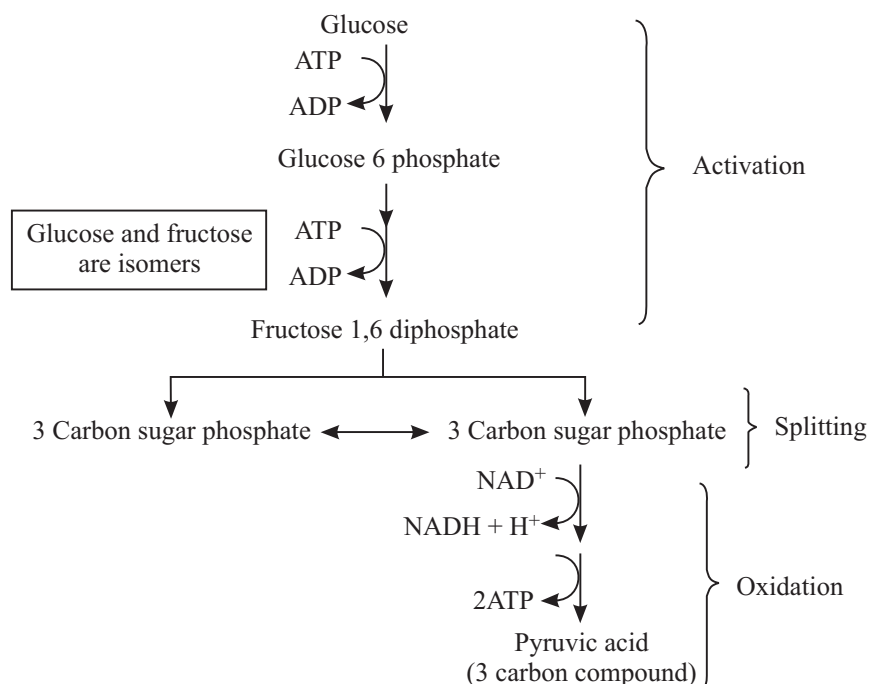 Glucose
ATP
ADP
Glucose 6 phosphate
Activation
Glucose and fructose
are isomers
ATP
ADP
Fructose 1,6 diphosphate
3 Carbon sugar phosphate
3 Carbon sugar phosphate
Splitting
NAD⁺
NADH + H⁺
Oxidation
2ATP
Pyruvic acid
(3 carbon compound)